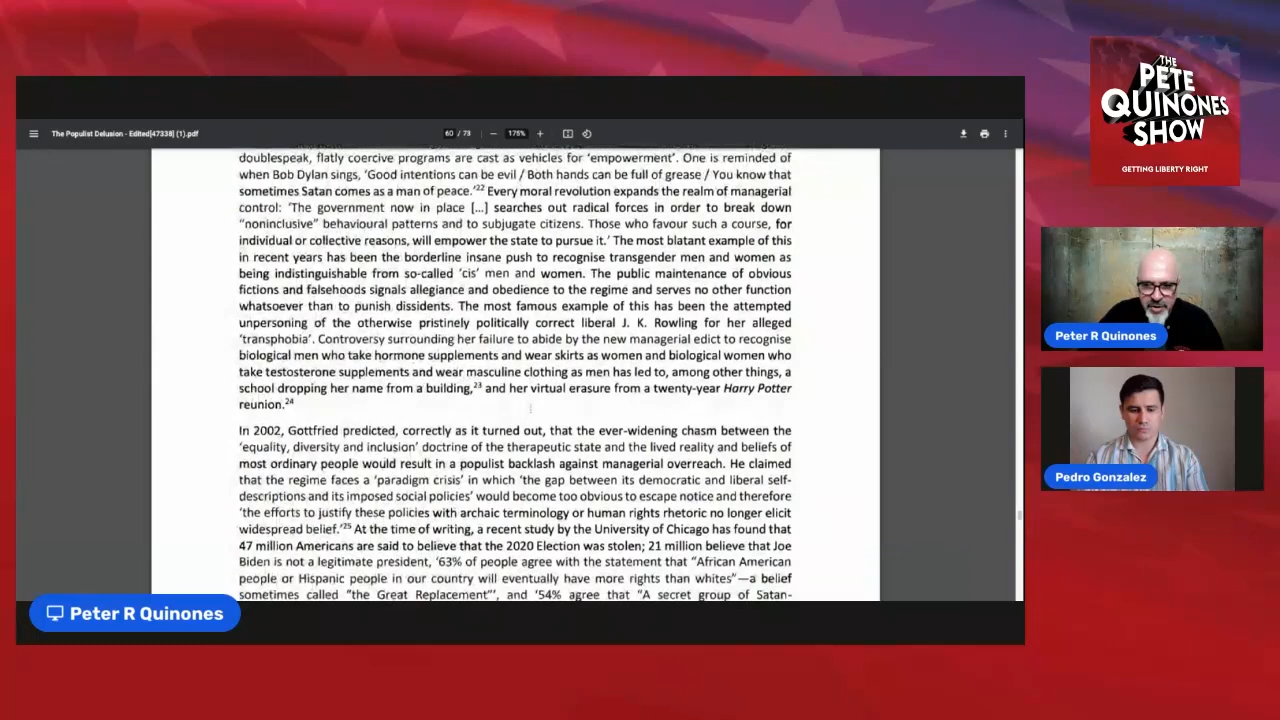 The Populist Delusion - Edited[47338] (1).pdf
60 / 73
175%
doublespeak, flatly coercive programs are cast as vehicles for ‘empowerment’. One is reminded of
when Bob Dylan sings, ‘Good intentions can be evil / Both hands can be full of grease / You know that
sometimes Satan comes as a man of peace.’22 Every moral revolution expands the realm of managerial
control: ‘The government now in place [...] searches out radical forces in order to break down
“noninclusive” behavioural patterns and to subjugate citizens. Those who favour such a course, for
individual or collective reasons, will empower the state to pursue it.’ The most blatant example of this
in recent years has been the borderline insane push to recognise transgender men and women as
being indistinguishable from so-called ‘cis’ men and women. The public maintenance of obvious
fictions and falsehoods signals allegiance and obedience to the regime and serves no other function
whatsoever than to punish dissidents. The most famous example of this has been the attempted
unpersoning of the otherwise pristinely politically correct liberal J. K. Rowling for her alleged
‘transphobia’. Controversy surrounding her failure to abide by the new managerial edict to recognise
biological men who take hormone supplements and wear skirts as women and biological women who
take testosterone supplements and wear masculine clothing as men has led to, among other things, a
school dropping her name from a building,23 and her virtual erasure from a twenty-year Harry Potter
reunion.24
In 2002, Gottfried predicted, correctly as it turned out, that the ever-widening chasm between the
‘equality, diversity and inclusion’ doctrine of the therapeutic state and the lived reality and beliefs of
most ordinary people would result in a populist backlash against managerial overreach. He claimed
that the regime faces a ‘paradigm crisis’ in which ‘the gap between its democratic and liberal self-
descriptions and its imposed social policies’ would become too obvious to escape notice and therefore
‘the efforts to justify these policies with archaic terminology or human rights rhetoric no longer elicit
widespread belief.’25 At the time of writing, a recent study by the University of Chicago has found that
47 million Americans are said to believe that the 2020 Election was stolen; 21 million believe that Joe
Biden is not a legitimate president, ‘63% of people agree with the statement that “African American
people or Hispanic people in our country will eventually have more rights than whites”—a belief
sometimes called “the Great Replacement”’, and ‘54% agree that “A secret group of Satan-
Peter R Quinones
THE
PETE
QUINONES
SHOW
GETTING LIBERTY RIGHT
Peter R Quinones
Pedro Gonzalez